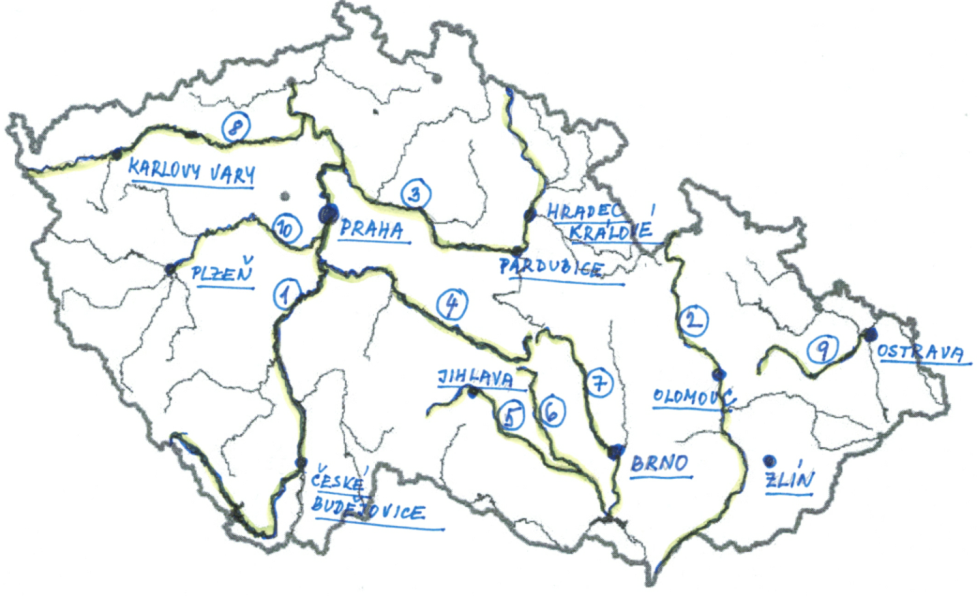 8
KARLOVY VARY
3
HRADEC
KRÁLOVÉ
10
PRAHA
PARDUBICE
PLZEŇ
1
4
2
9
OSTRAVA
JIHLAVA
7
OLOMOUC
5
6
BRNO
ZLÍN
ČESKÉ
BUDĚJOVICE